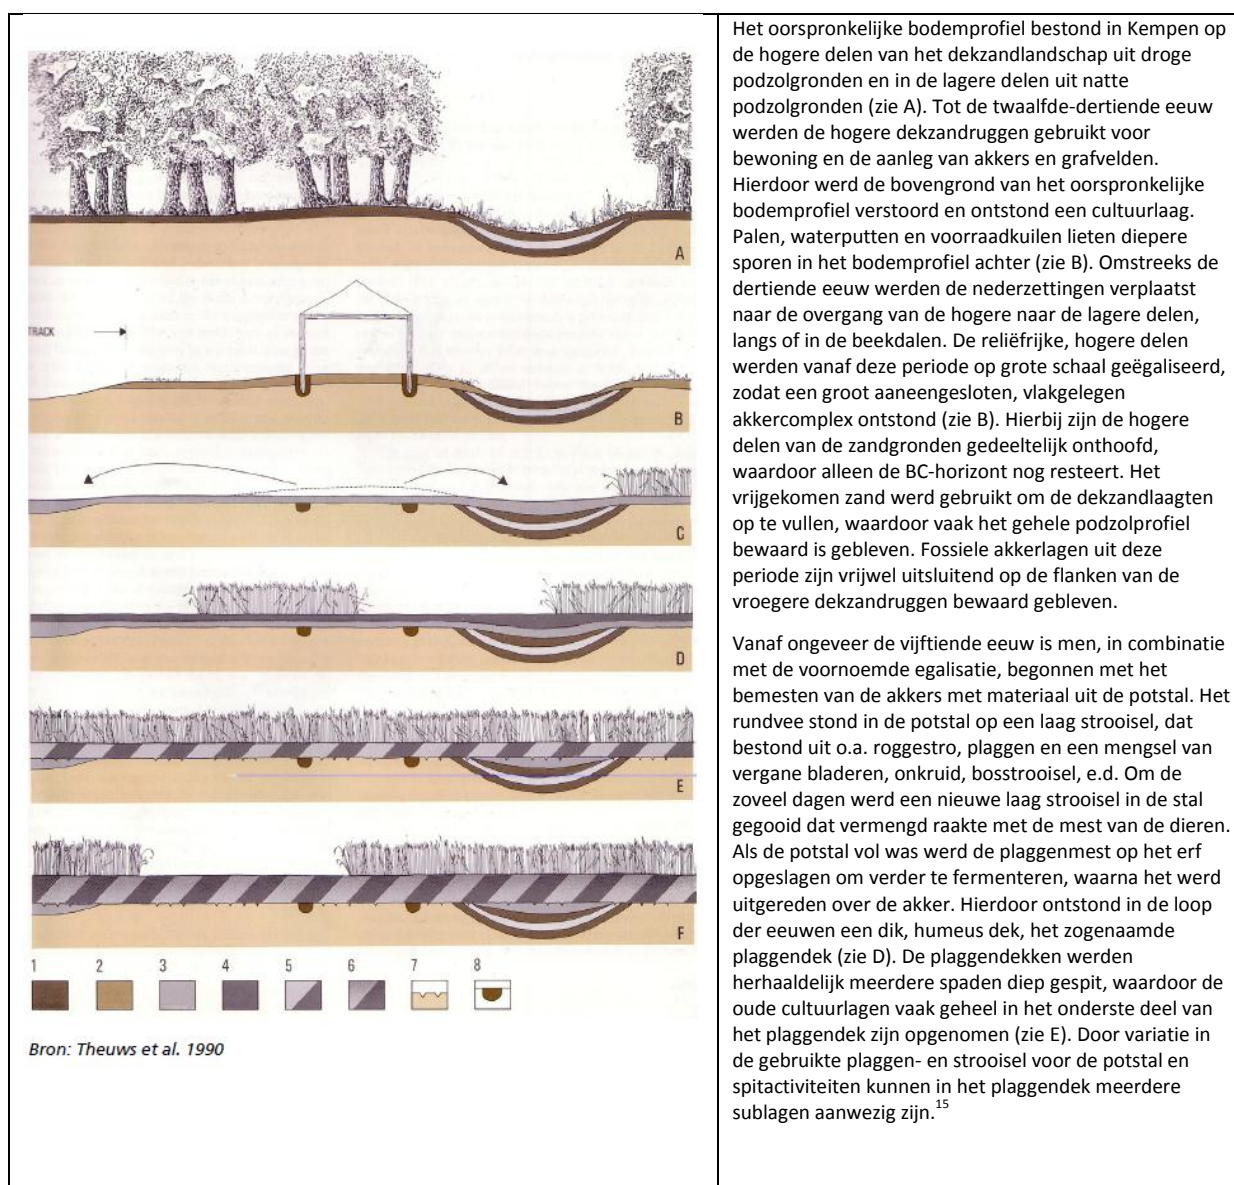 A
TRACK
B
C
D
E
F
1 2 3 4 5 6 7 8
Bron: Theuws et al. 1990
Het oorspronkelijke bodemprofiel bestond in Kempen op
de hogere delen van het dekzandlandschap uit droge
podzolgronden en in de lagere delen uit natte
podzolgronden (zie A). Tot de twaalfde-dertiende eeuw
werden de hogere dekzandruggen gebruikt voor
bewoning en de aanleg van akkers en grafvelden.
Hierdoor werd de bovengrond van het oorspronkelijke
bodemprofiel verstoord en ontstond een cultuurlaag.
Palen, waterputten en voorraadkuilen lieten diepere
sporen in het bodemprofiel achter (zie B). Omstreeks de
dertiende eeuw werden de nederzettingen verplaatst
naar de overgang van de hogere naar de lagere delen,
langs of in de beekdalen. De reliëfrijke, hogere delen
werden vanaf deze periode op grote schaal geëgaliseerd,
zodat een groot aaneengesloten, vlakgelegen
akkercomplex ontstond (zie B). Hierbij zijn de hogere
delen van de zandgronden gedeeltelijk onthoofd,
waardoor alleen de BC-horizont nog resteert. Het
vrijgekomen zand werd gebruikt om de dekzandlaagten
op te vullen, waardoor vaak het gehele podzolprofiel
bewaard is gebleven. Fossiele akkerlagen uit deze
periode zijn vrijwel uitsluitend op de flanken van de
vroegere dekzandruggen bewaard gebleven.
Vanaf ongeveer de vijftiende eeuw is men, in combinatie
met de voornoemde egalisatie, begonnen met het
bemesten van de akkers met materiaal uit de potstal. Het
rundvee stond in de potstal op een laag strooisel, dat
bestond uit o.a. roggestro, plaggen en een mengsel van
vergane bladeren, onkruid, bosstrooisel, e.d. Om de
zoveel dagen werd een nieuwe laag strooisel in de stal
gegooid dat vermengd raakte met de mest van de dieren.
Als de potstal vol was werd de plaggenmest op het erf
opgeslagen om verder te fermenteren, waarna het werd
uitgereden over de akker. Hierdoor ontstond in de loop
der eeuwen een dik, humeus dek, het zogenaamde
plaggendek (zie D). De plaggendekken werden
herhaaldelijk meerdere spaden diep gespit, waardoor de
oude cultuurlagen vaak geheel in het onderste deel van
het plaggendek zijn opgenomen (zie E). Door variatie in
de gebruikte plaggen- en strooisel voor de potstal en
spitactiviteiten kunnen in het plaggendek meerdere
sublagen aanwezig zijn.15